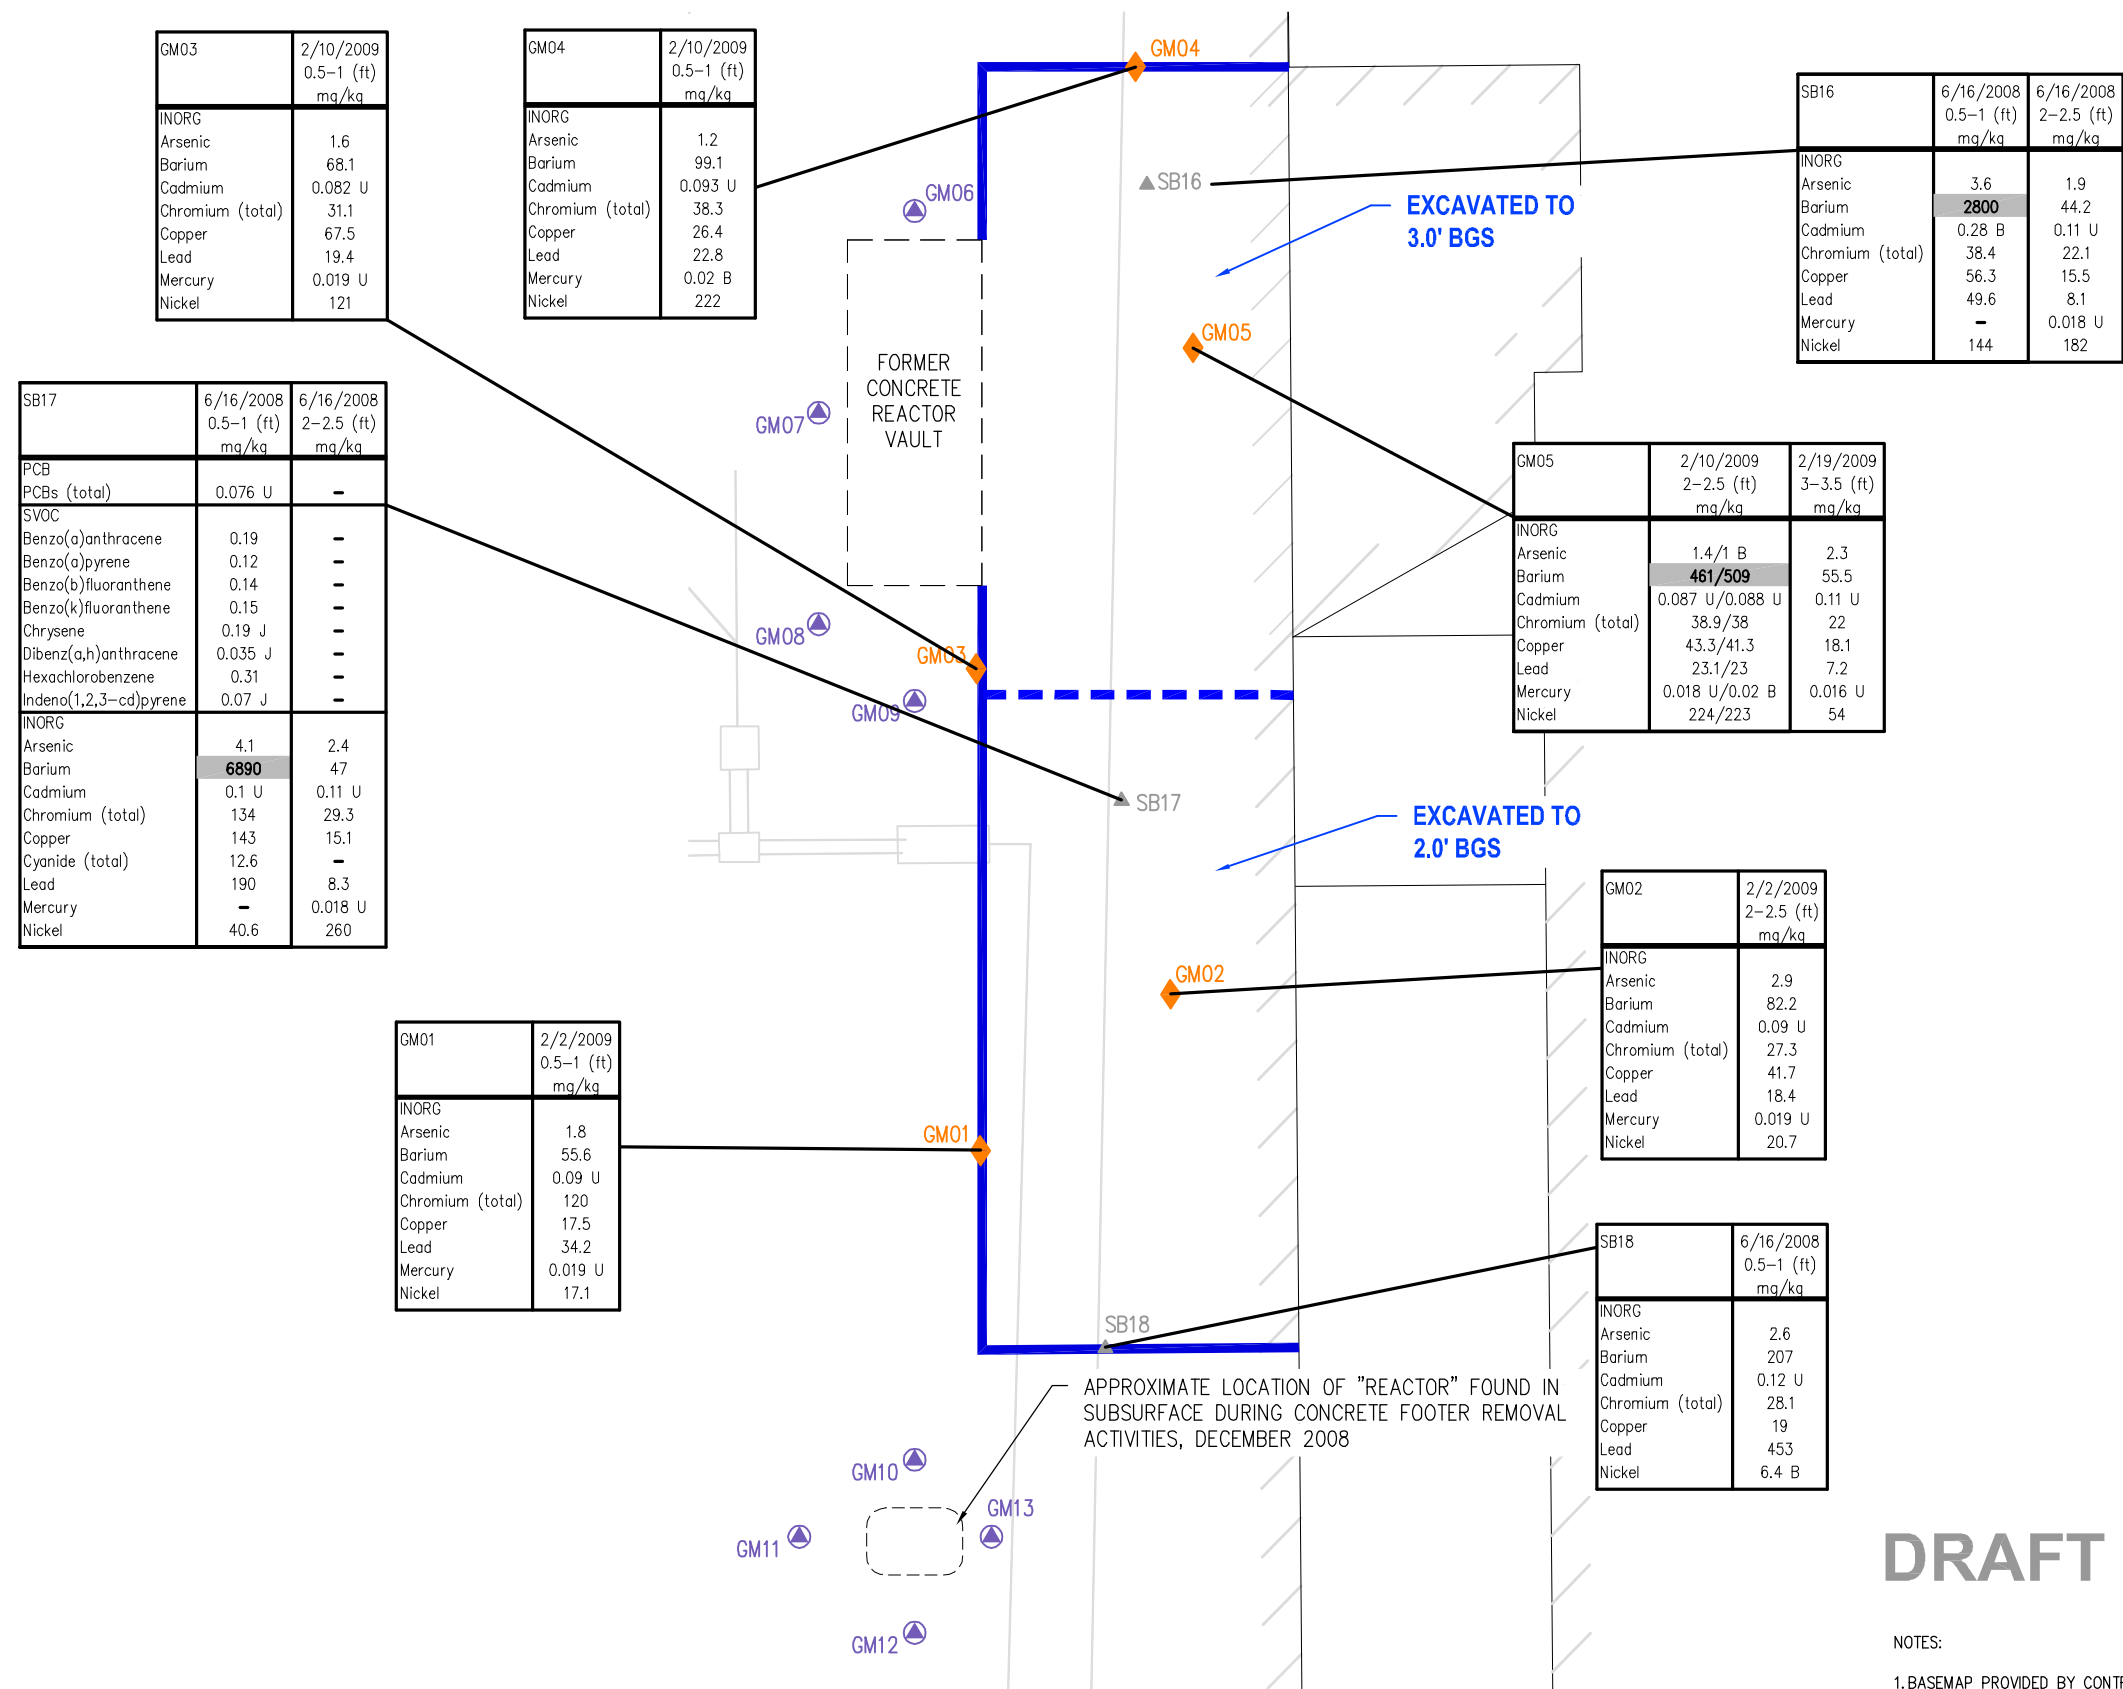 GM03 2/10/2009
0.5-1 (ft)
mg/kg
INORG
Arsenic 1.6
Barium 68.1
Cadmium 0.082 U
Chromium (total) 31.1
Copper 67.5
Lead 19.4
Mercury 0.019 U
Nickel 121
GM04 2/10/2009
0.5-1 (ft)
mg/kg
INORG
Arsenic 1.2
Barium 99.1
Cadmium 0.093 U
Chromium (total) 38.3
Copper 26.4
Lead 22.8
Mercury 0.02 B
Nickel 222
GM04
SB16 6/16/2008 6/16/2008
0.5-1 (ft) 2-2.5 (ft)
mg/kg mg/kg
INORG
Arsenic 3.6 1.9
Barium 2800 44.2
Cadmium 0.28 B 0.11 U
Chromium (total) 38.4 22.1
Copper 56.3 15.5
Lead 49.6 8.1
Mercury - 0.018 U
Nickel 144 182
GM06
SB16
EXCAVATED TO
3.0' BGS
GM05
FORMER
CONCRETE
REACTOR
VAULT
GM07
SB17 6/16/2008 6/16/2008
0.5-1 (ft) 2-2.5 (ft)
mg/kg mg/kg
PCB
PCBs (total) 0.076 U -
SVOC
Benzo(a)anthracene 0.19 -
Benzo(a)pyrene 0.12 -
Benzo(b)fluoranthene 0.14 -
Benzo(k)fluoranthene 0.15 -
Chrysene 0.19 J -
Dibenz(a,h)anthracene 0.035 J -
Hexachlorobenzene 0.31 -
Indeno(1,2,3-cd)pyrene 0.07 J -
INORG
Arsenic 4.1 2.4
Barium 6890 47
Cadmium 0.1 U 0.11 U
Chromium (total) 134 29.3
Copper 143 15.1
Cyanide (total) 12.6 -
Lead 190 8.3
Mercury - 0.018 U
Nickel 40.6 260
GM05 2/10/2009 2/19/2009
2-2.5 (ft) 3-3.5 (ft)
mg/kg mg/kg
INORG
Arsenic 1.4/1 B 2.3
Barium 461/509 55.5
Cadmium 0.087 U/0.088 U 0.11 U
Chromium (total) 38.9/38 22
Copper 43.3/41.3 18.1
Lead 23.1/23 7.2
Mercury 0.018 U/0.02 B 0.016 U
Nickel 224/223 54
GM08
GM03
GM09
SB17
EXCAVATED TO
2.0' BGS
GM02 2/2/2009
2-2.5 (ft)
mg/kg
INORG
Arsenic 2.9
Barium 82.2
Cadmium 0.09 U
Chromium (total) 27.3
Copper 41.7
Lead 18.4
Mercury 0.019 U
Nickel 20.7
GM02
GM01 2/2/2009
0.5-1 (ft)
mg/kg
INORG
Arsenic 1.8
Barium 55.6
Cadmium 0.09 U
Chromium (total) 120
Copper 17.5
Lead 34.2
Mercury 0.019 U
Nickel 17.1
GM01
SB18 6/16/2008
0.5-1 (ft)
mg/kg
INORG
Arsenic 2.6
Barium 207
Cadmium 0.12 U
Chromium (total) 28.1
Copper 19
Lead 453
Nickel 6.4 B
SB18
APPROXIMATE LOCATION OF "REACTOR" FOUND IN
SUBSURFACE DURING CONCRETE FOOTER REMOVAL
ACTIVITIES, DECEMBER 2008
GM10
GM13
GM11
GM12
DRAFT
NOTES:
1. BASEMAP PROVIDED BY